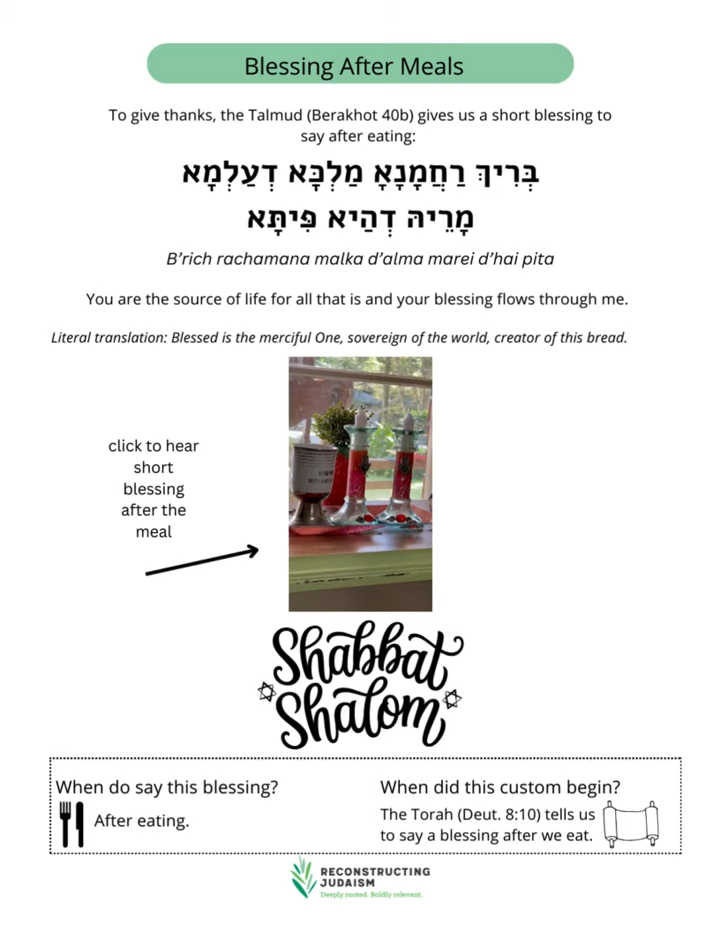 Blessing After Meals
To give thanks, the Talmud (Berakhot 40b) gives us a short blessing to
say after eating:
בְּרִיךְ רַחֲמָנָא מַלְכָּא דְעַלְמָא
מָרֵיהּ דְהַיא פִּיתָּא
B'rich rachamana malka d'alma marei d'hai pita
You are the source of life for all that is and your blessing flows through me.
Literal translation: Blessed is the merciful One, sovereign of the world, creator of this bread.
click to hear
short
blessing
after the
meal
Shabbat
Shalom
When do say this blessing?
After eating.
When did this custom begin?
The Torah (Deut. 8:10) tells us
to say a blessing after we eat.
RECONSTRUCTING
JUDAISM
Deeply rooted. Boldly relevant.